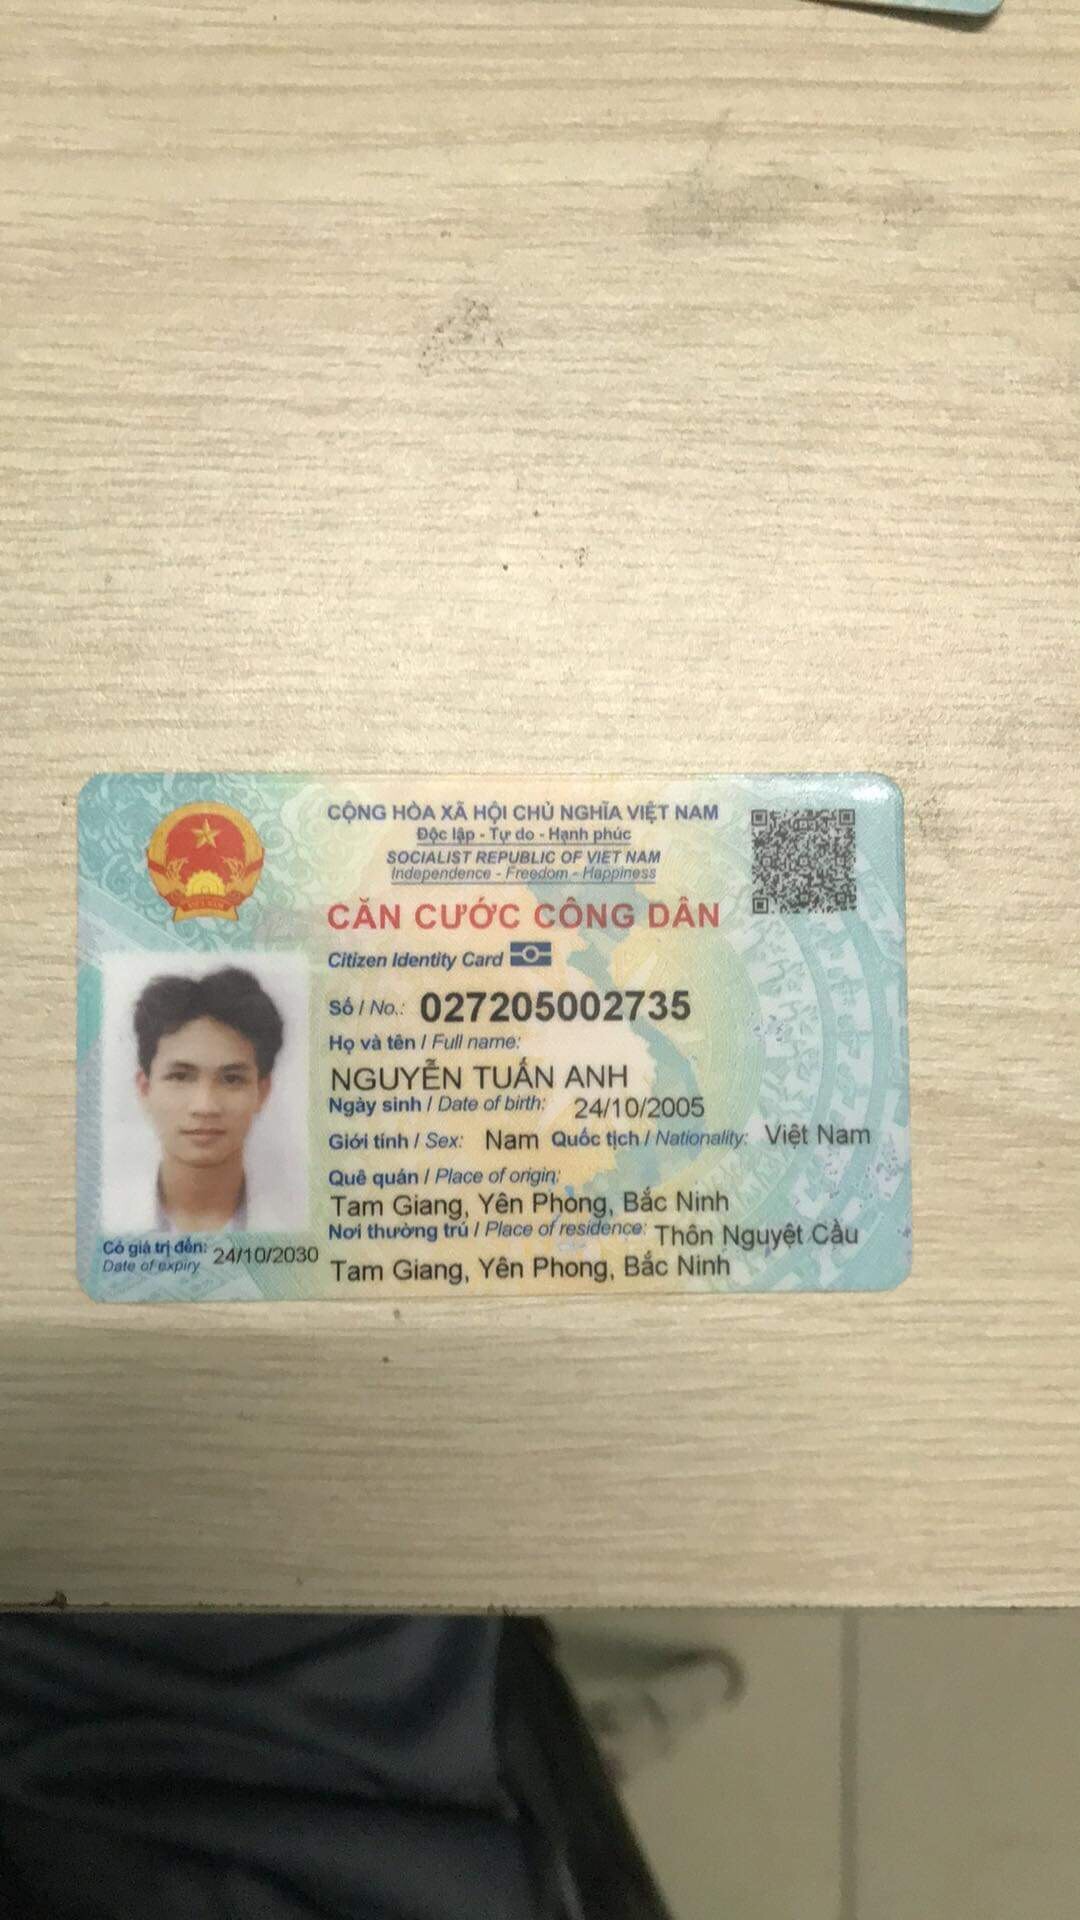 CỘNG HÒA XÃ HỘI CHỦ NGHĨA VIỆT NAM
Độc lập - Tự do - Hạnh phúc
SOCIALIST REPUBLIC OF VIET NAM
Independence - Freedom - Happiness
CĂN CƯỚC CÔNG DÂN
Citizen Identity Card
Số / No.: 027205002735
Họ và tên / Full name:
NGUYỄN TUẤN ANH
Ngày sinh / Date of birth: 24/10/2005
Giới tính / Sex: Nam Quốc tịch / Nationality: Việt Nam
Quê quán / Place of origin:
Tam Giang, Yên Phong, Bắc Ninh
Nơi thường trú / Place of residence: Thôn Nguyệt Cầu
Tam Giang, Yên Phong, Bắc Ninh
Có giá trị đến: 24/10/2030
Date of expiry